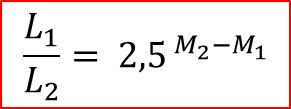 L₁/L₂ = 2,5^(M₂−M₁)